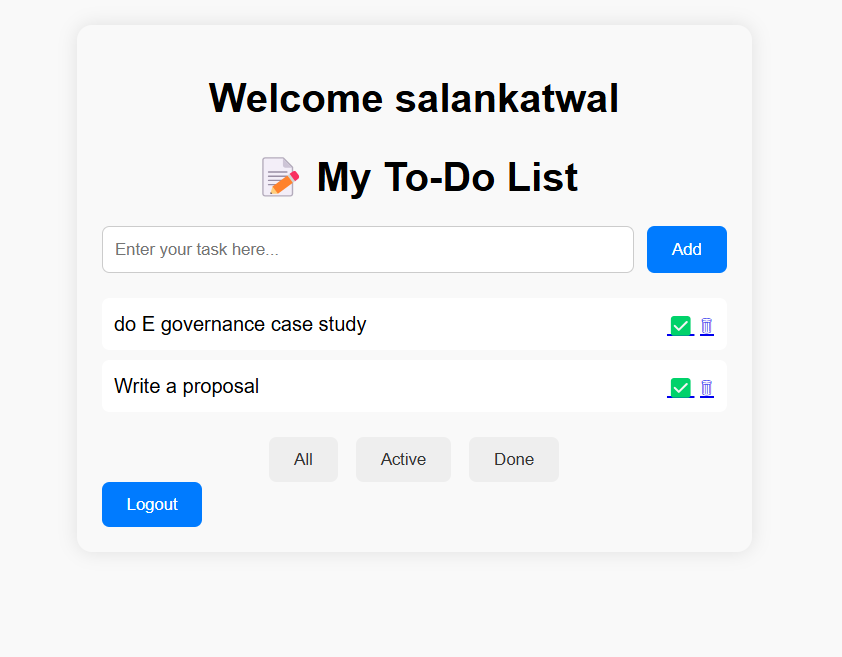 Welcome salankatwal
📝 My To-Do List
Enter your task here...
Add
do E governance case study ✅ 🗑
Write a proposal ✅ 🗑
All Active Done
Logout